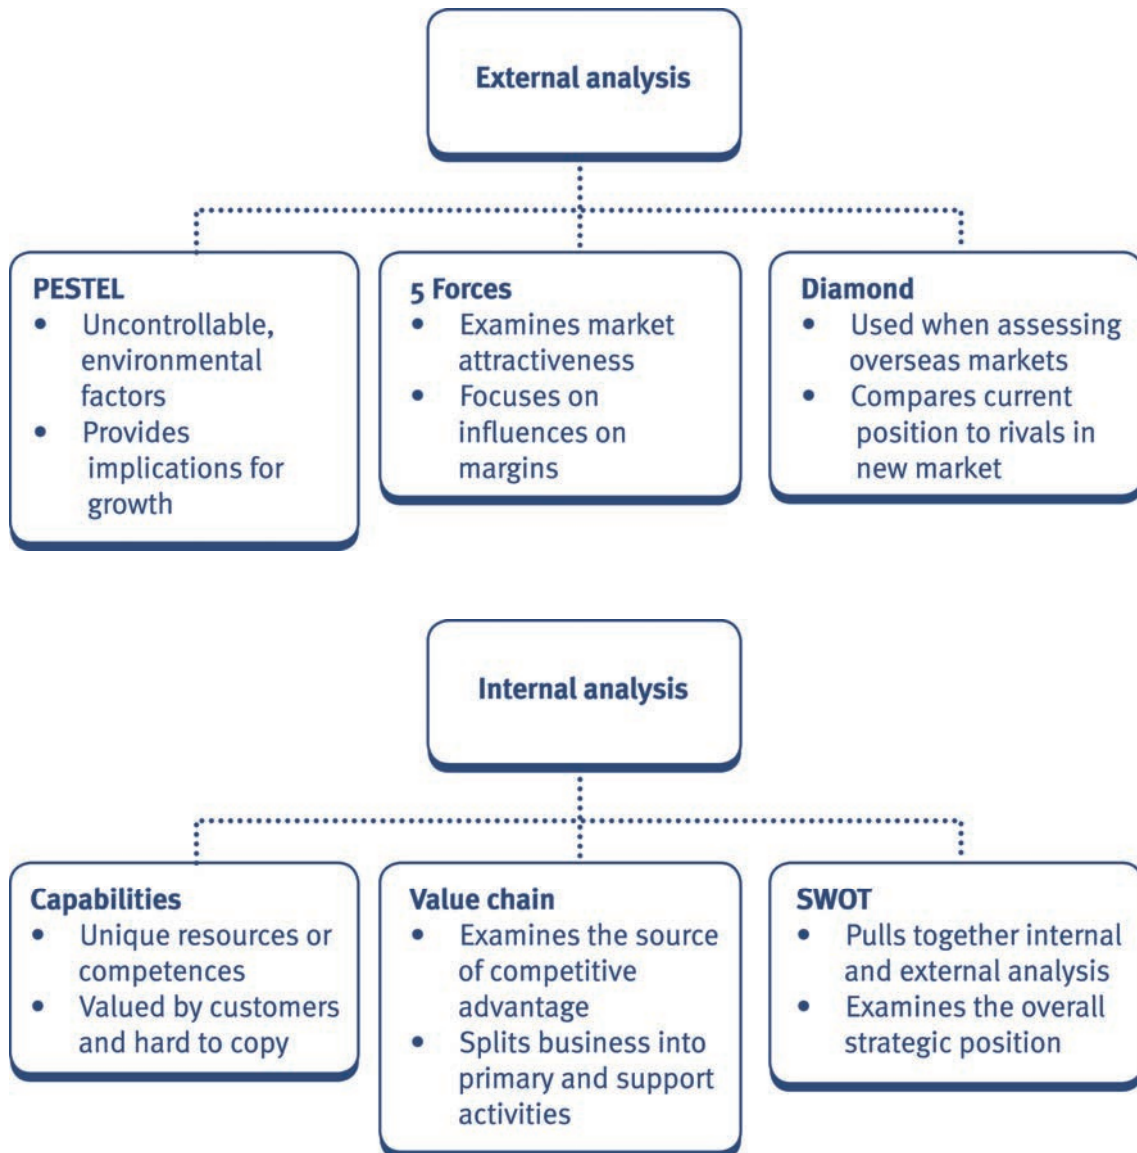 External analysis
PESTEL
• Uncontrollable,
environmental
factors
• Provides
implications for
growth
5 Forces
• Examines market
attractiveness
• Focuses on
influences on
margins
Diamond
• Used when assessing
overseas markets
• Compares current
position to rivals in
new market
Internal analysis
Capabilities
• Unique resources or
competences
• Valued by customers
and hard to copy
Value chain
• Examines the source
of competitive
advantage
• Splits business into
primary and support
activities
SWOT
• Pulls together internal
and external analysis
• Examines the overall
strategic position